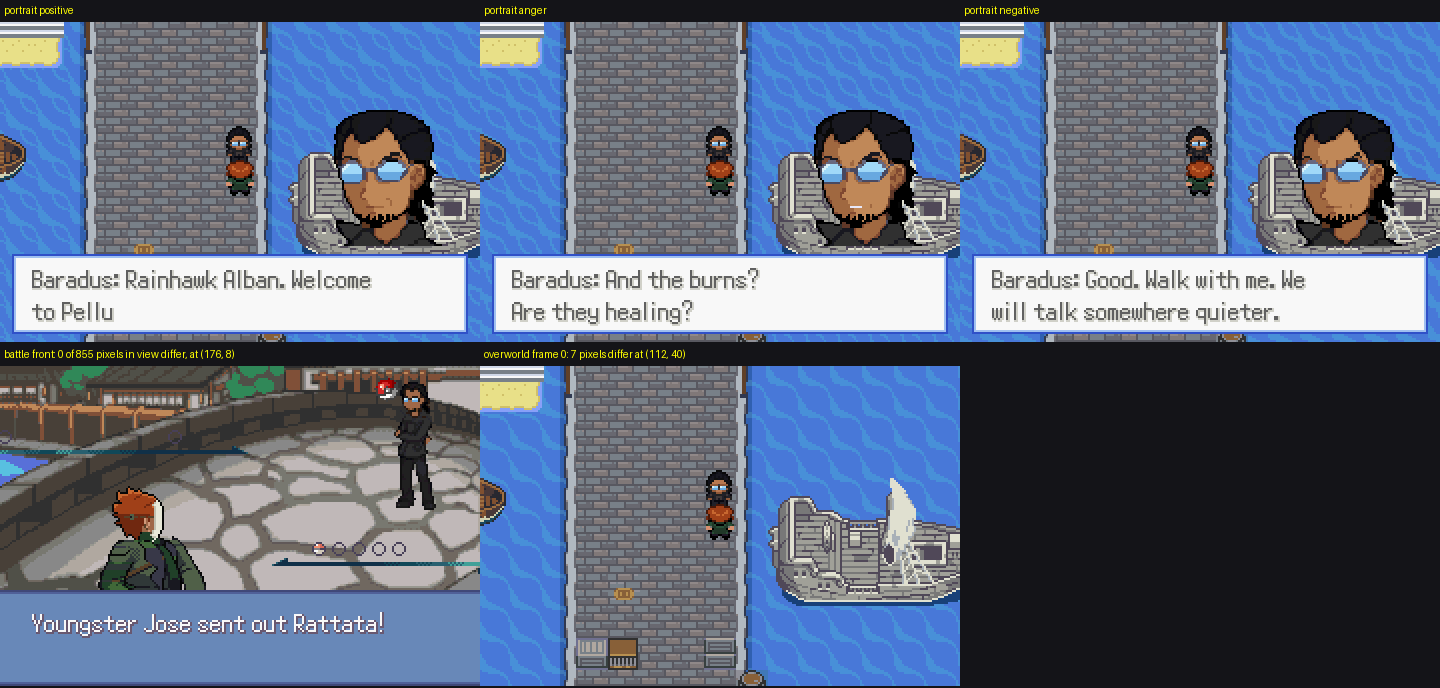 portrait positive
portrait anger
portrait negative
Baradus: Rainhawk Alban. Welcome
to Pellu
Baradus: And the burns?
Are they healing?
Baradus: Good. Walk with me. We
will talk somewhere quieter.
battle front: 0 of 855 pixels in view differ, at (176, 8)
overworld frame 0: 7 pixels differ at (112, 40)
Youngster Jose sent out Rattata!